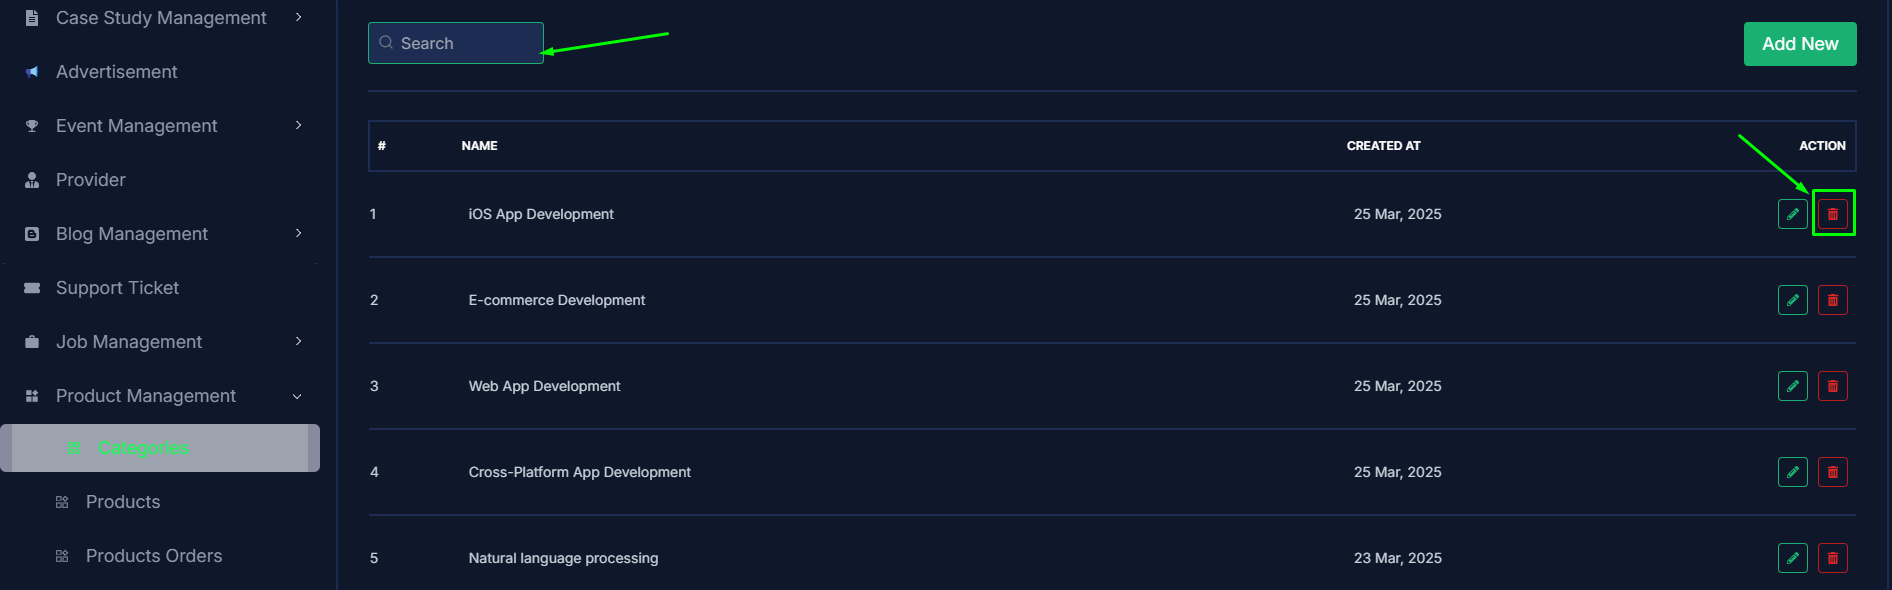 Case Study Management
Advertisement
Event Management
Provider
Blog Management
Support Ticket
Job Management
Product Management
Categories
Products
Products Orders
Search
Add New
# NAME CREATED AT ACTION
1 iOS App Development 25 Mar, 2025
2 E-commerce Development 25 Mar, 2025
3 Web App Development 25 Mar, 2025
4 Cross-Platform App Development 25 Mar, 2025
5 Natural language processing 23 Mar, 2025